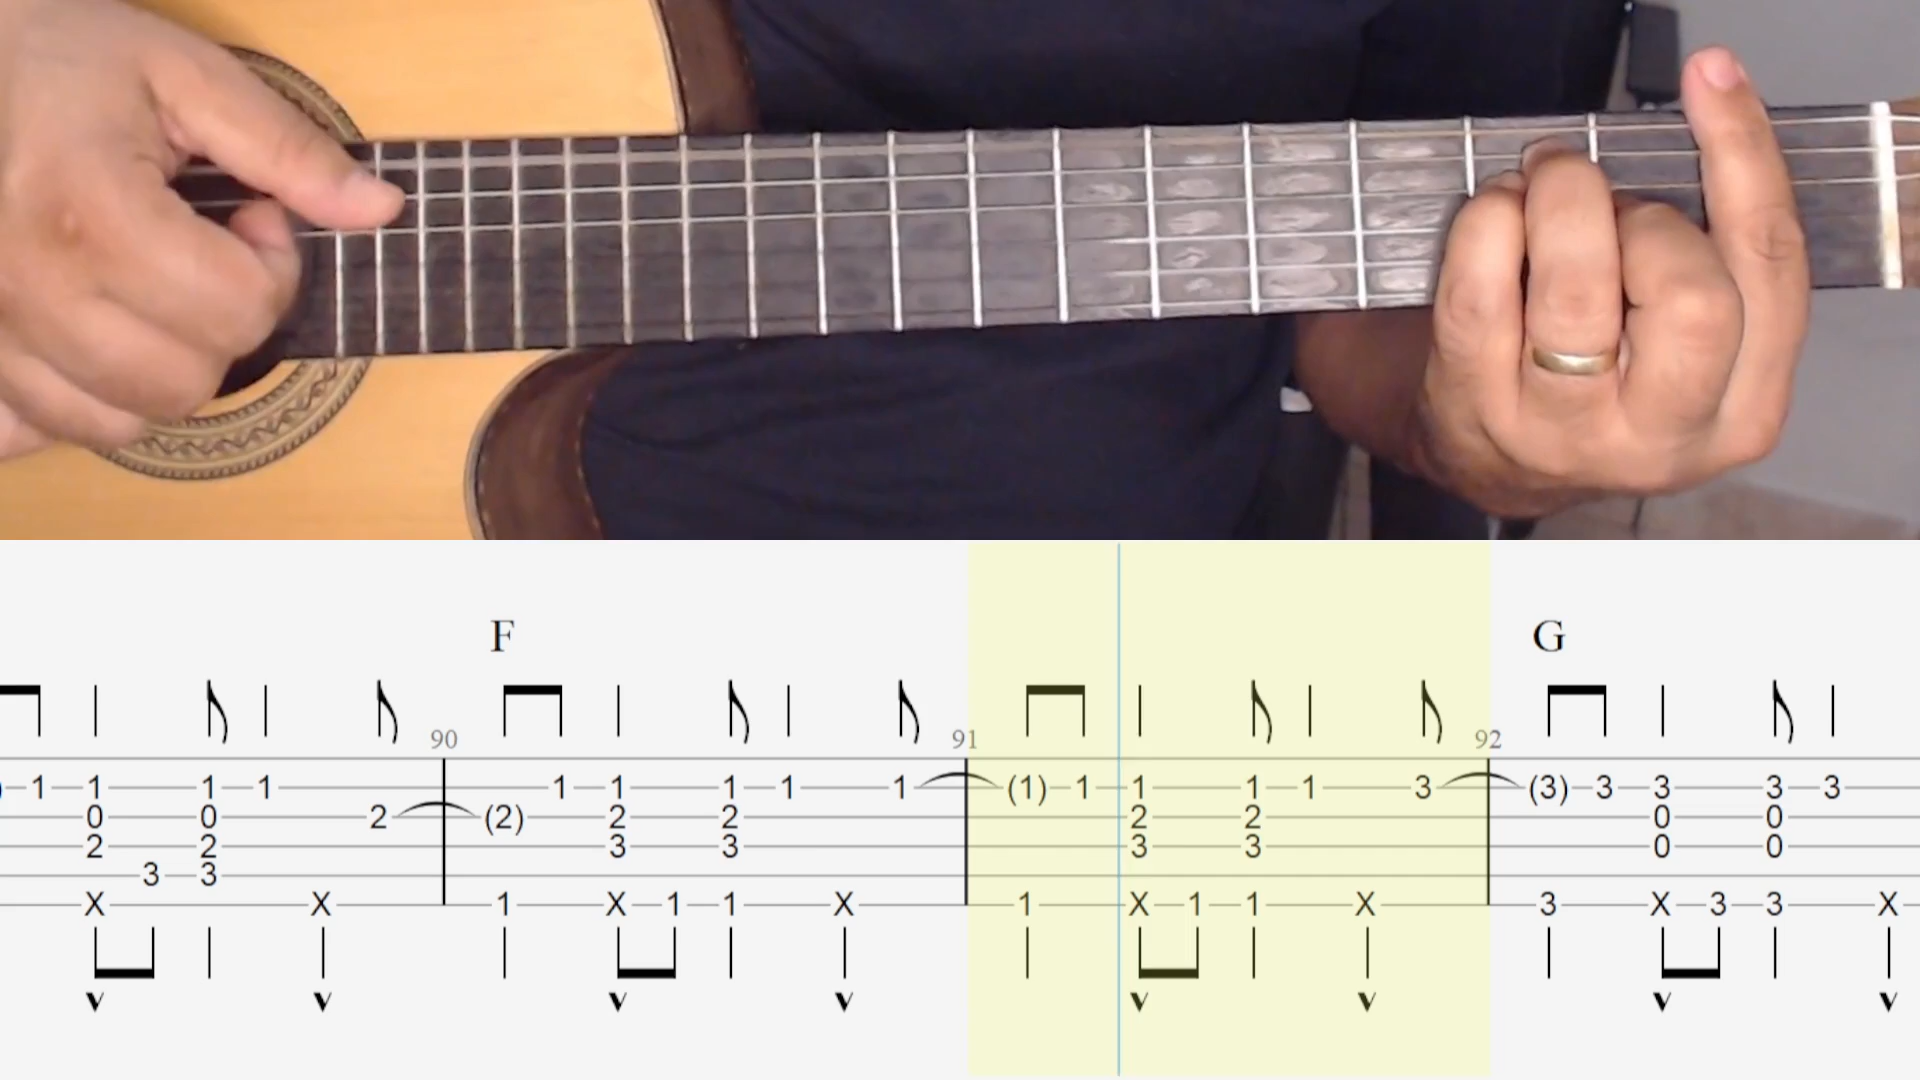 F G
90 91 92
) 1 1 1 1 1 1 1 1 1 (1) 1 1 1 1 3 (3) 3 3 3 3
0 0 2 (2) 2 2 2 2 0 0
2 2 3 3 3 3 0 0
3 3
X X 1 X 1 1 X 1 X 1 1 X 3 X 3 3 X